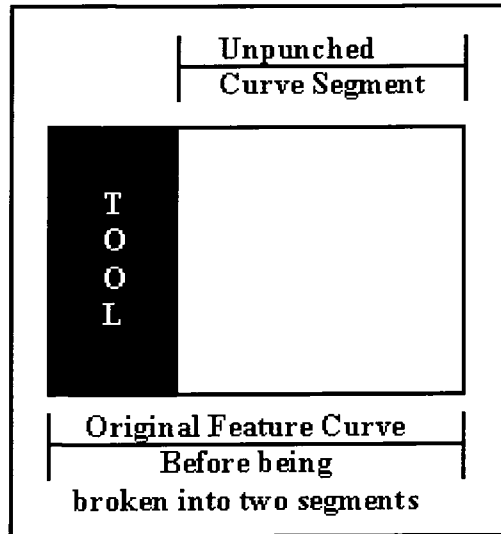 Unpunched
Curve Segment
T
O
O
L
Original Feature Curve
Before being
broken into two segments